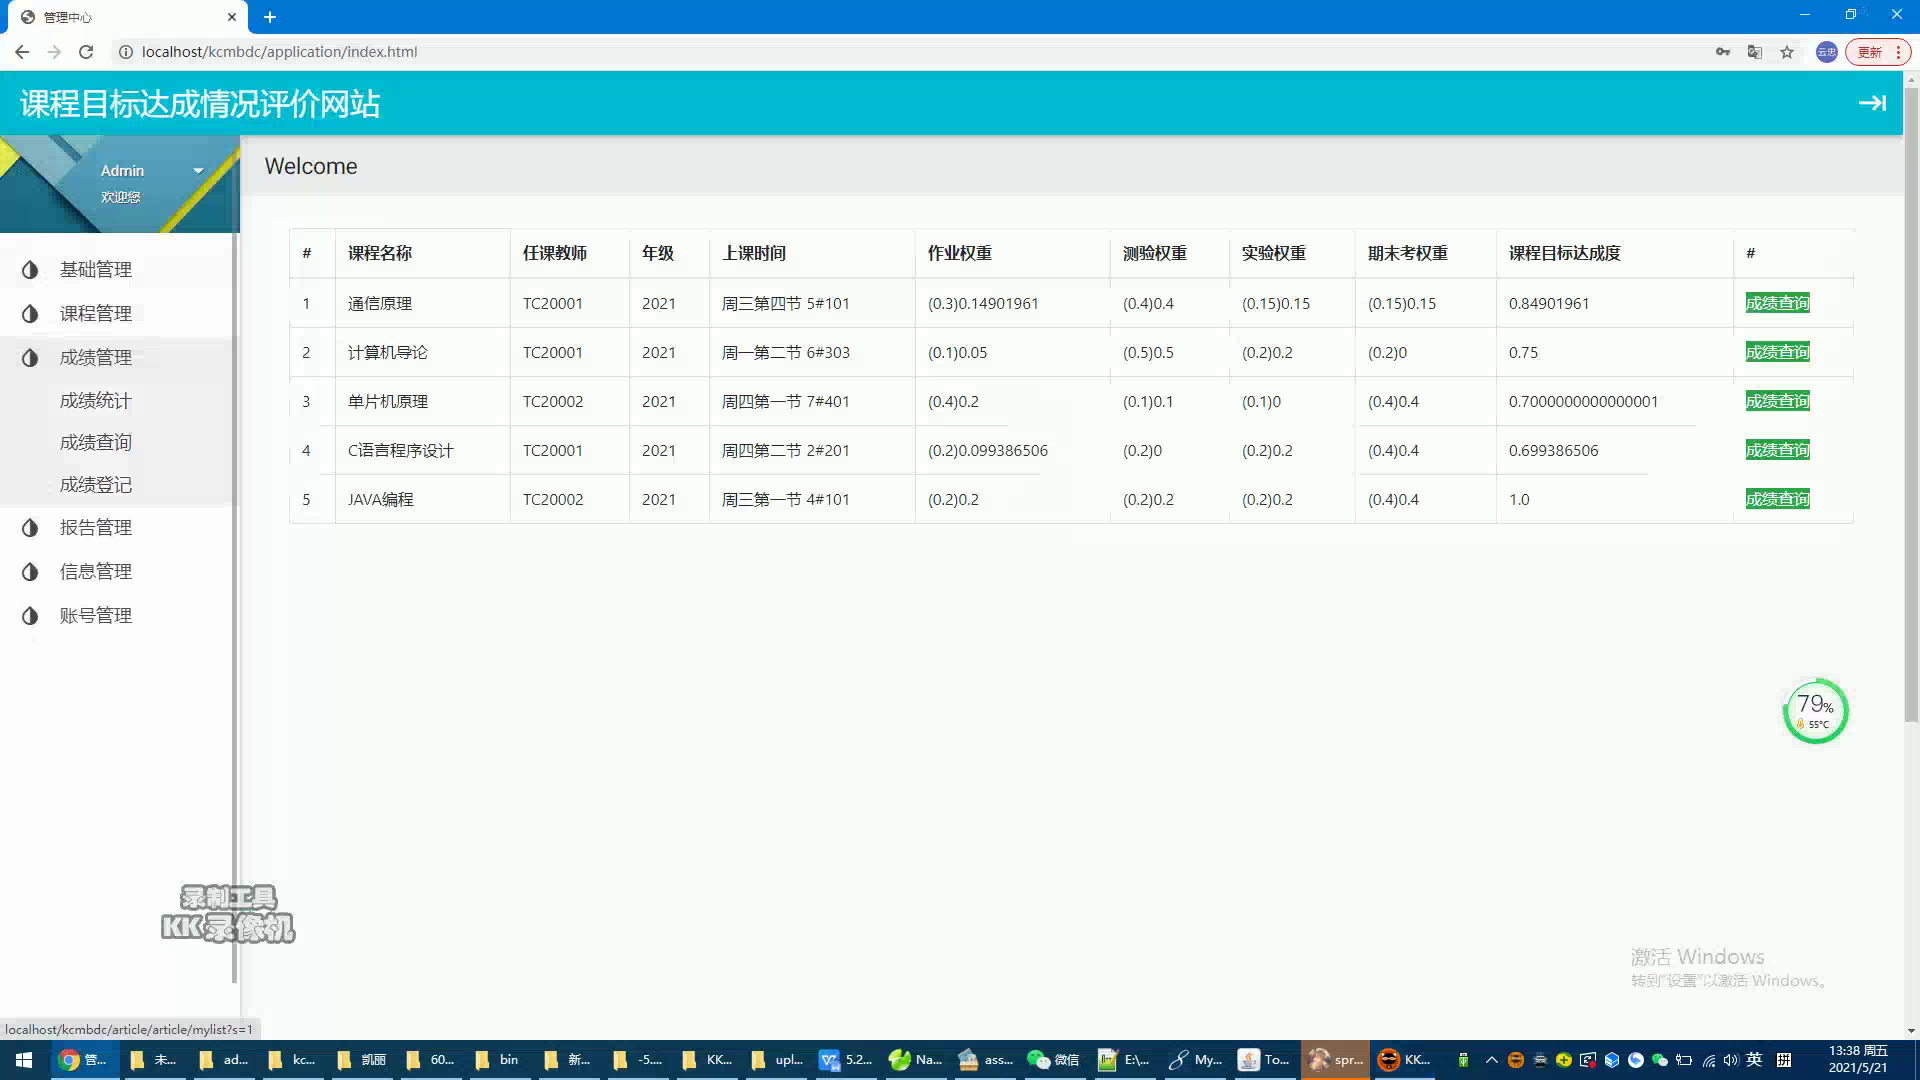 管理中心
localhost/kcmbdc/application/index.html
云忠
更新
课程目标达成情况评价网站
Admin
欢迎您
Welcome
基础管理
课程管理
成绩管理
成绩统计
成绩查询
成绩登记
报告管理
信息管理
账号管理
# 课程名称 任课教师 年级 上课时间 作业权重 测验权重 实验权重 期末考权重 课程目标达成度 #
1 通信原理 TC20001 2021 周三第四节 5#101 (0.3)0.14901961 (0.4)0.4 (0.15)0.15 (0.15)0.15 0.84901961 成绩查询
2 计算机导论 TC20001 2021 周一第二节 6#303 (0.1)0.05 (0.5)0.5 (0.2)0.2 (0.2)0 0.75 成绩查询
3 单片机原理 TC20002 2021 周四第一节 7#401 (0.4)0.2 (0.1)0.1 (0.1)0 (0.4)0.4 0.7000000000000001 成绩查询
4 C语言程序设计 TC20001 2021 周四第二节 2#201 (0.2)0.099386506 (0.2)0 (0.2)0.2 (0.4)0.4 0.699386506 成绩查询
5 JAVA编程 TC20002 2021 周三第一节 4#101 (0.2)0.2 (0.2)0.2 (0.2)0.2 (0.4)0.4 1.0 成绩查询
79%
55°C
录制工具
KK录像机
激活 Windows
转到“设置”以激活 Windows。
localhost/kcmbdc/article/article/mylist?s=1
管... 未... ad... kc... 凯丽 60... bin 新... -5.... KK... upl... 5.2... Na... ass... 微信 E:\... My... To... spr... KK... 英 拼
13:38 周五
2021/5/21